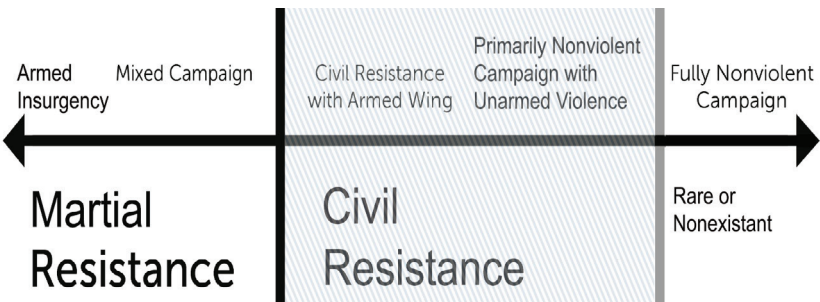 Armed
Insurgency
Mixed Campaign
Civil Resistance
with Armed Wing
Primarily Nonviolent
Campaign with
Unarmed Violence
Fully Nonviolent
Campaign
Martial
Resistance
Civil
Resistance
Rare or
Nonexistant